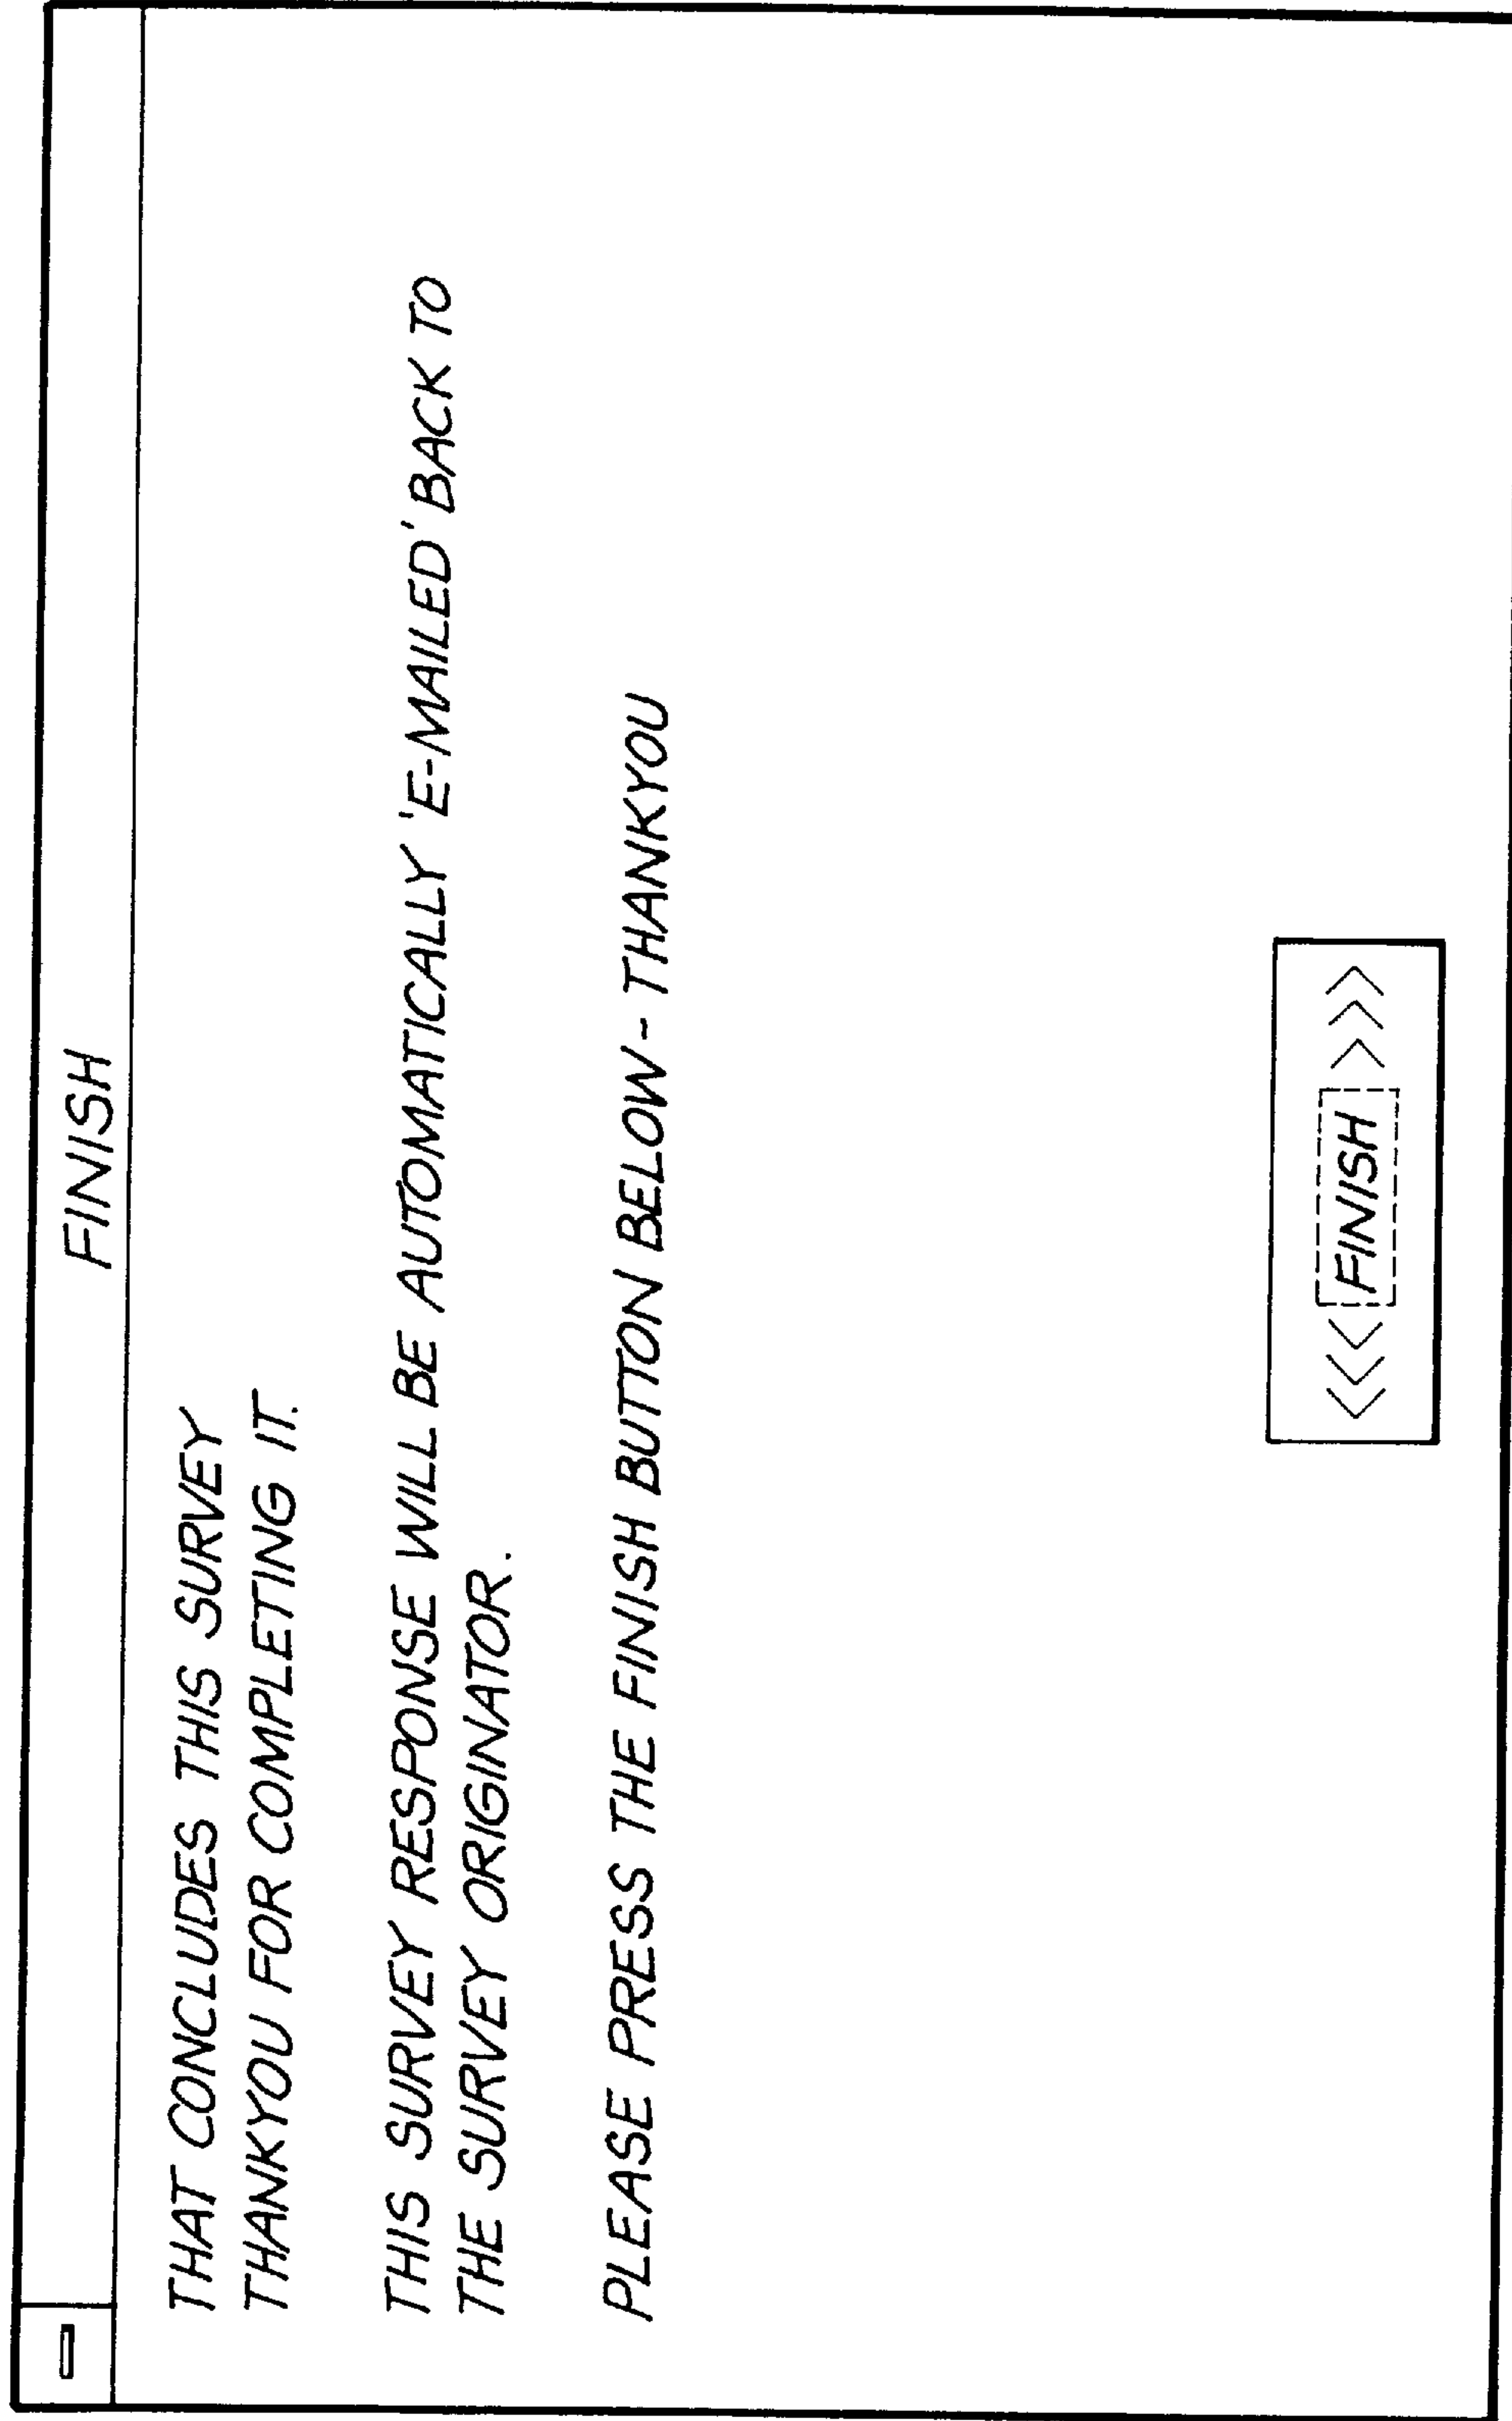 FINISH
THAT CONCLUDES THIS SURVEY
THANKYOU FOR COMPLETING IT.
THIS SURVEY RESPONSE WILL BE AUTOMATICALLY 'E-MAILED' BACK TO
THE SURVEY ORIGINATOR.
PLEASE PRESS THE FINISH BUTTON BELOW - THANKYOU
<<< FINISH >>>